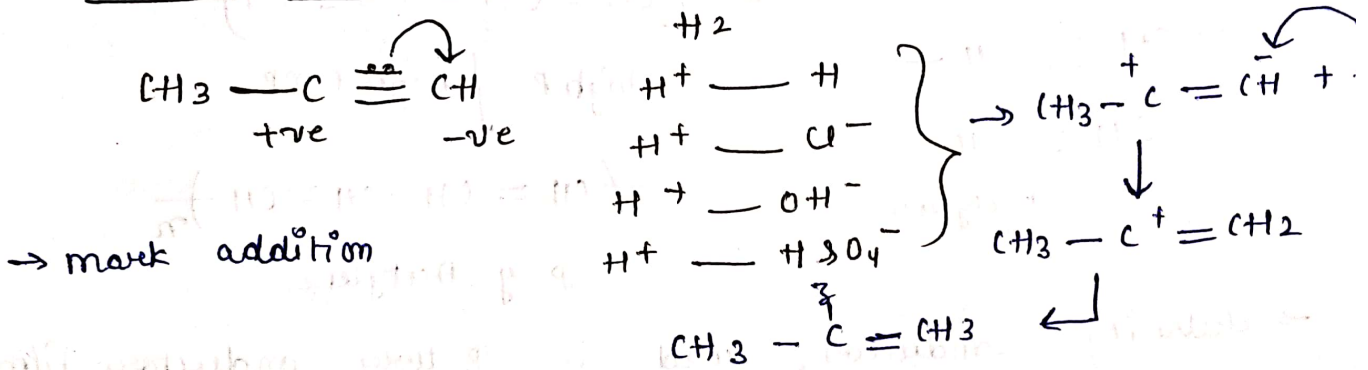 H2
CH3 — C ≡ CH
+ve -ve
H+ — H
H+ — Cl-
H+ — OH-
H+ — HSO4-
→ CH3 - C+ = CH- +
↓
CH3 - C+ = CH2
→ mark addition
CH3 - C = CH3